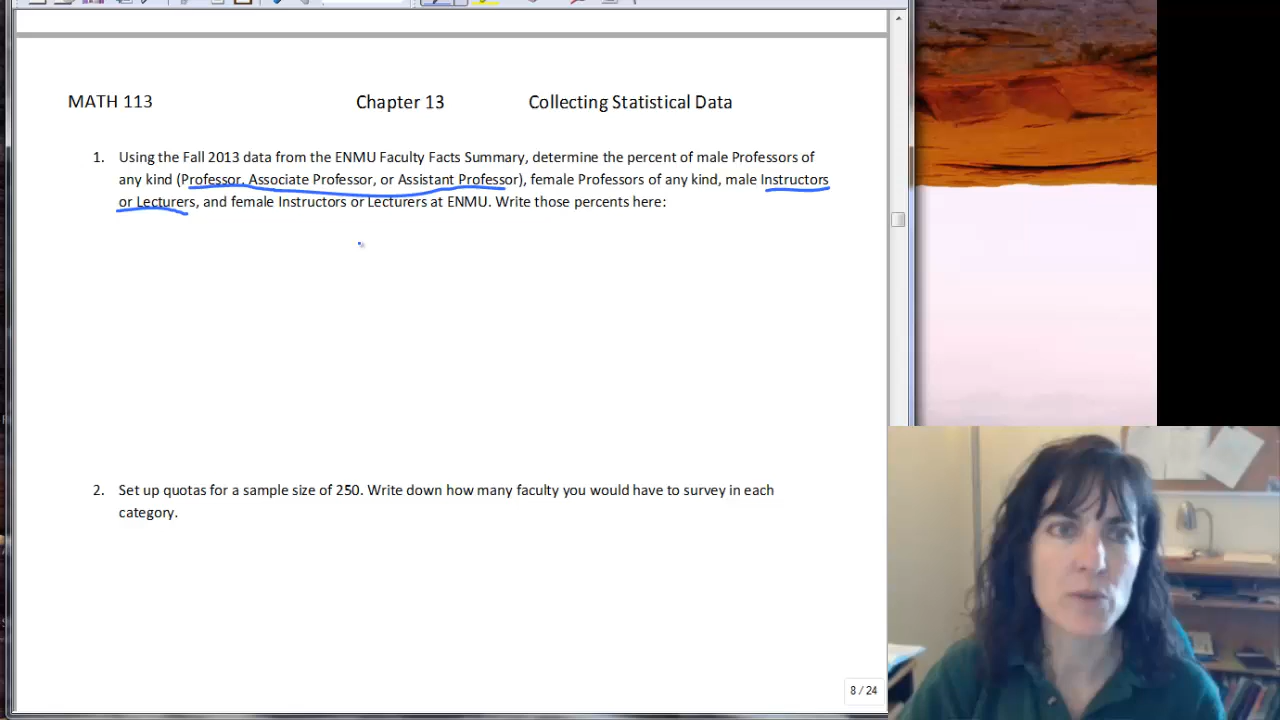 MATH 113 Chapter 13 Collecting Statistical Data
1. Using the Fall 2013 data from the ENMU Faculty Facts Summary, determine the percent of male Professors of
any kind (Professor, Associate Professor, or Assistant Professor), female Professors of any kind, male Instructors
or Lecturers, and female Instructors or Lecturers at ENMU. Write those percents here:
2. Set up quotas for a sample size of 250. Write down how many faculty you would have to survey in each
category.
8 / 24